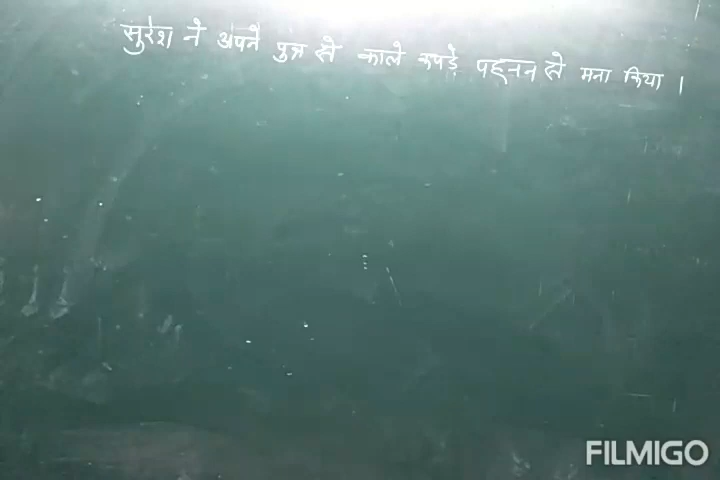 सुरेश ने अपने पुत्र से काले कपड़े पहनन से मना किया ।
FILMIGO